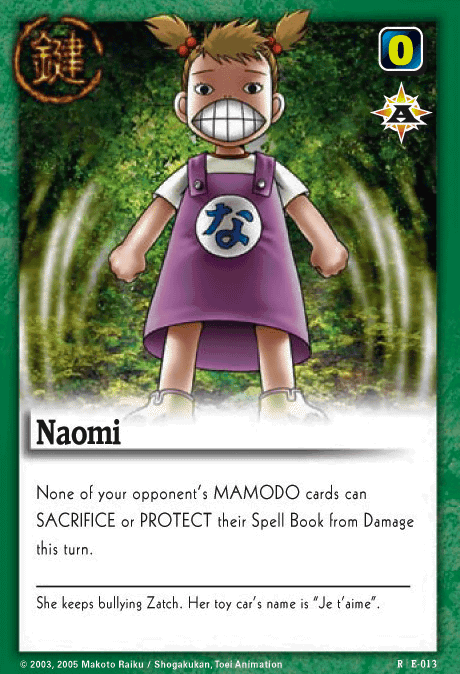 鍵
0
A
な
Naomi
None of your opponent's MAMODO cards can
SACRIFICE or PROTECT their Spell Book from Damage
this turn.
She keeps bullying Zatch. Her toy car's name is "Je t'aime".
© 2003, 2005 Makoto Raiku / Shogakukan, Toei Animation
R | E-013